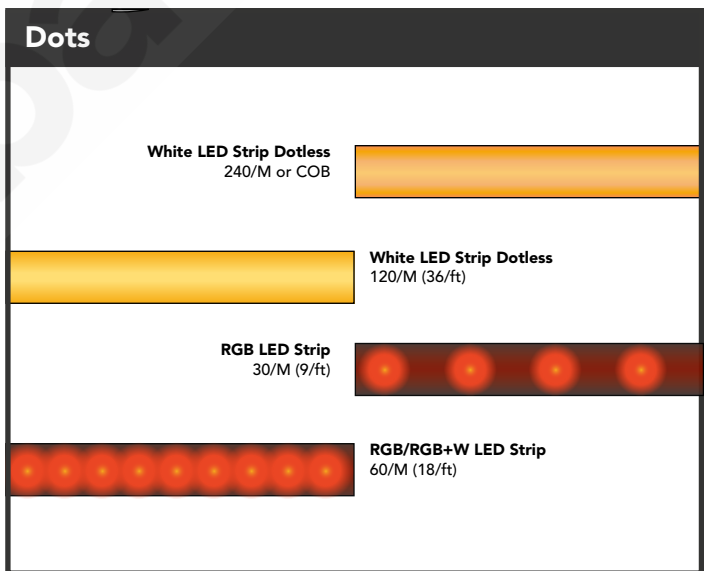 Dots
White LED Strip Dotless
240/M or COB
White LED Strip Dotless
120/M (36/ft)
RGB LED Strip
30/M (9/ft)
RGB/RGB+W LED Strip
60/M (18/ft)